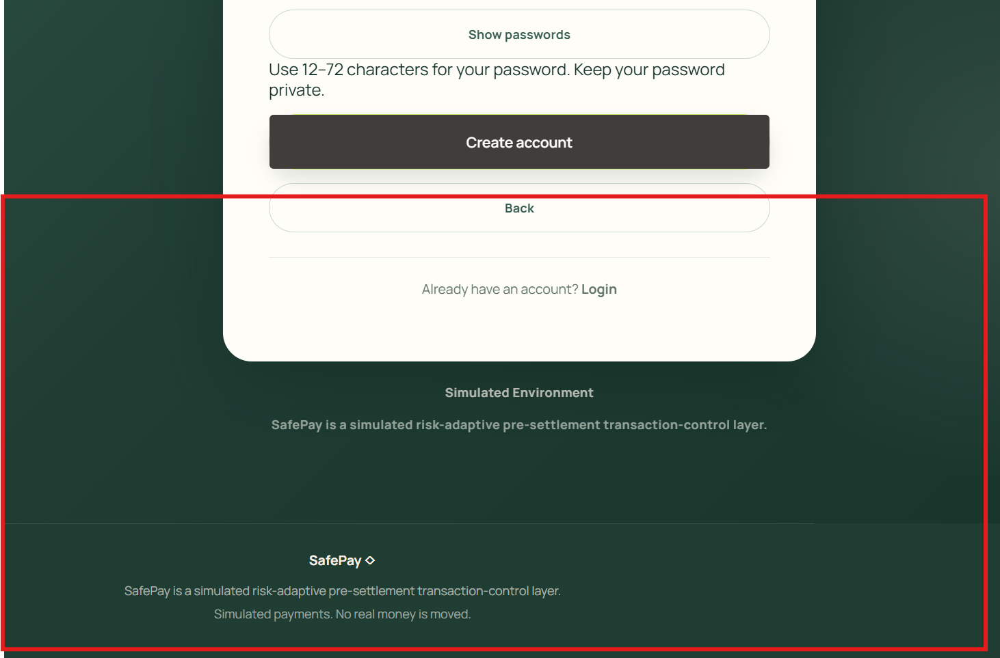 Show passwords
Use 12–72 characters for your password. Keep your password
private.
Create account
Back
Already have an account? Login
Simulated Environment
SafePay is a simulated risk-adaptive pre-settlement transaction-control layer.
SafePay
SafePay is a simulated risk-adaptive pre-settlement transaction-control layer.
Simulated payments. No real money is moved.